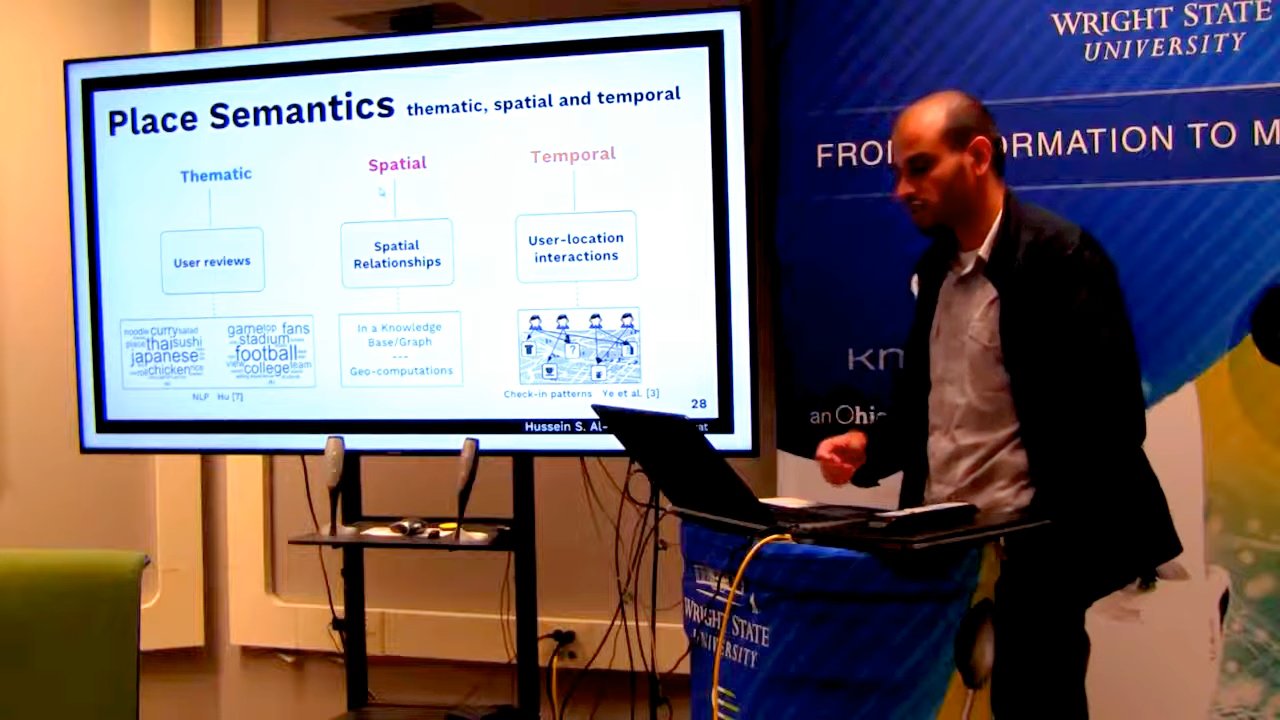 Place Semantics thematic, spatial and temporal
Thematic
Spatial
Temporal
User reviews
Spatial
Relationships
User-location
interactions
noodle curry salad
place thai sushi
japanese
chicken rice
game fans
stadium
football
view college team
In a Knowledge
Base/Graph
---
Geo-computations
?
NLP Hu [7]
Check-in patterns Ye et al. [3]
28
Hussein S. Al-
WRIGHT STATE
UNIVERSITY
FRO ORMATION TO M
kn
an Ohi
WRIGHT STATE
UNIVERSITY